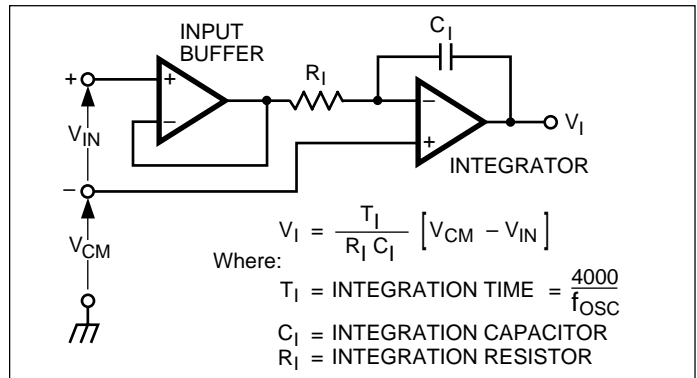 INPUT
BUFFER
C_I
R_I
+
+
−
−
+
V_IN
V_I
INTEGRATOR
−
V_CM
V_I = T_I / R_I C_I [V_CM − V_IN]
Where:
T_I = INTEGRATION TIME = 4000 / f_OSC
C_I = INTEGRATION CAPACITOR
R_I = INTEGRATION RESISTOR